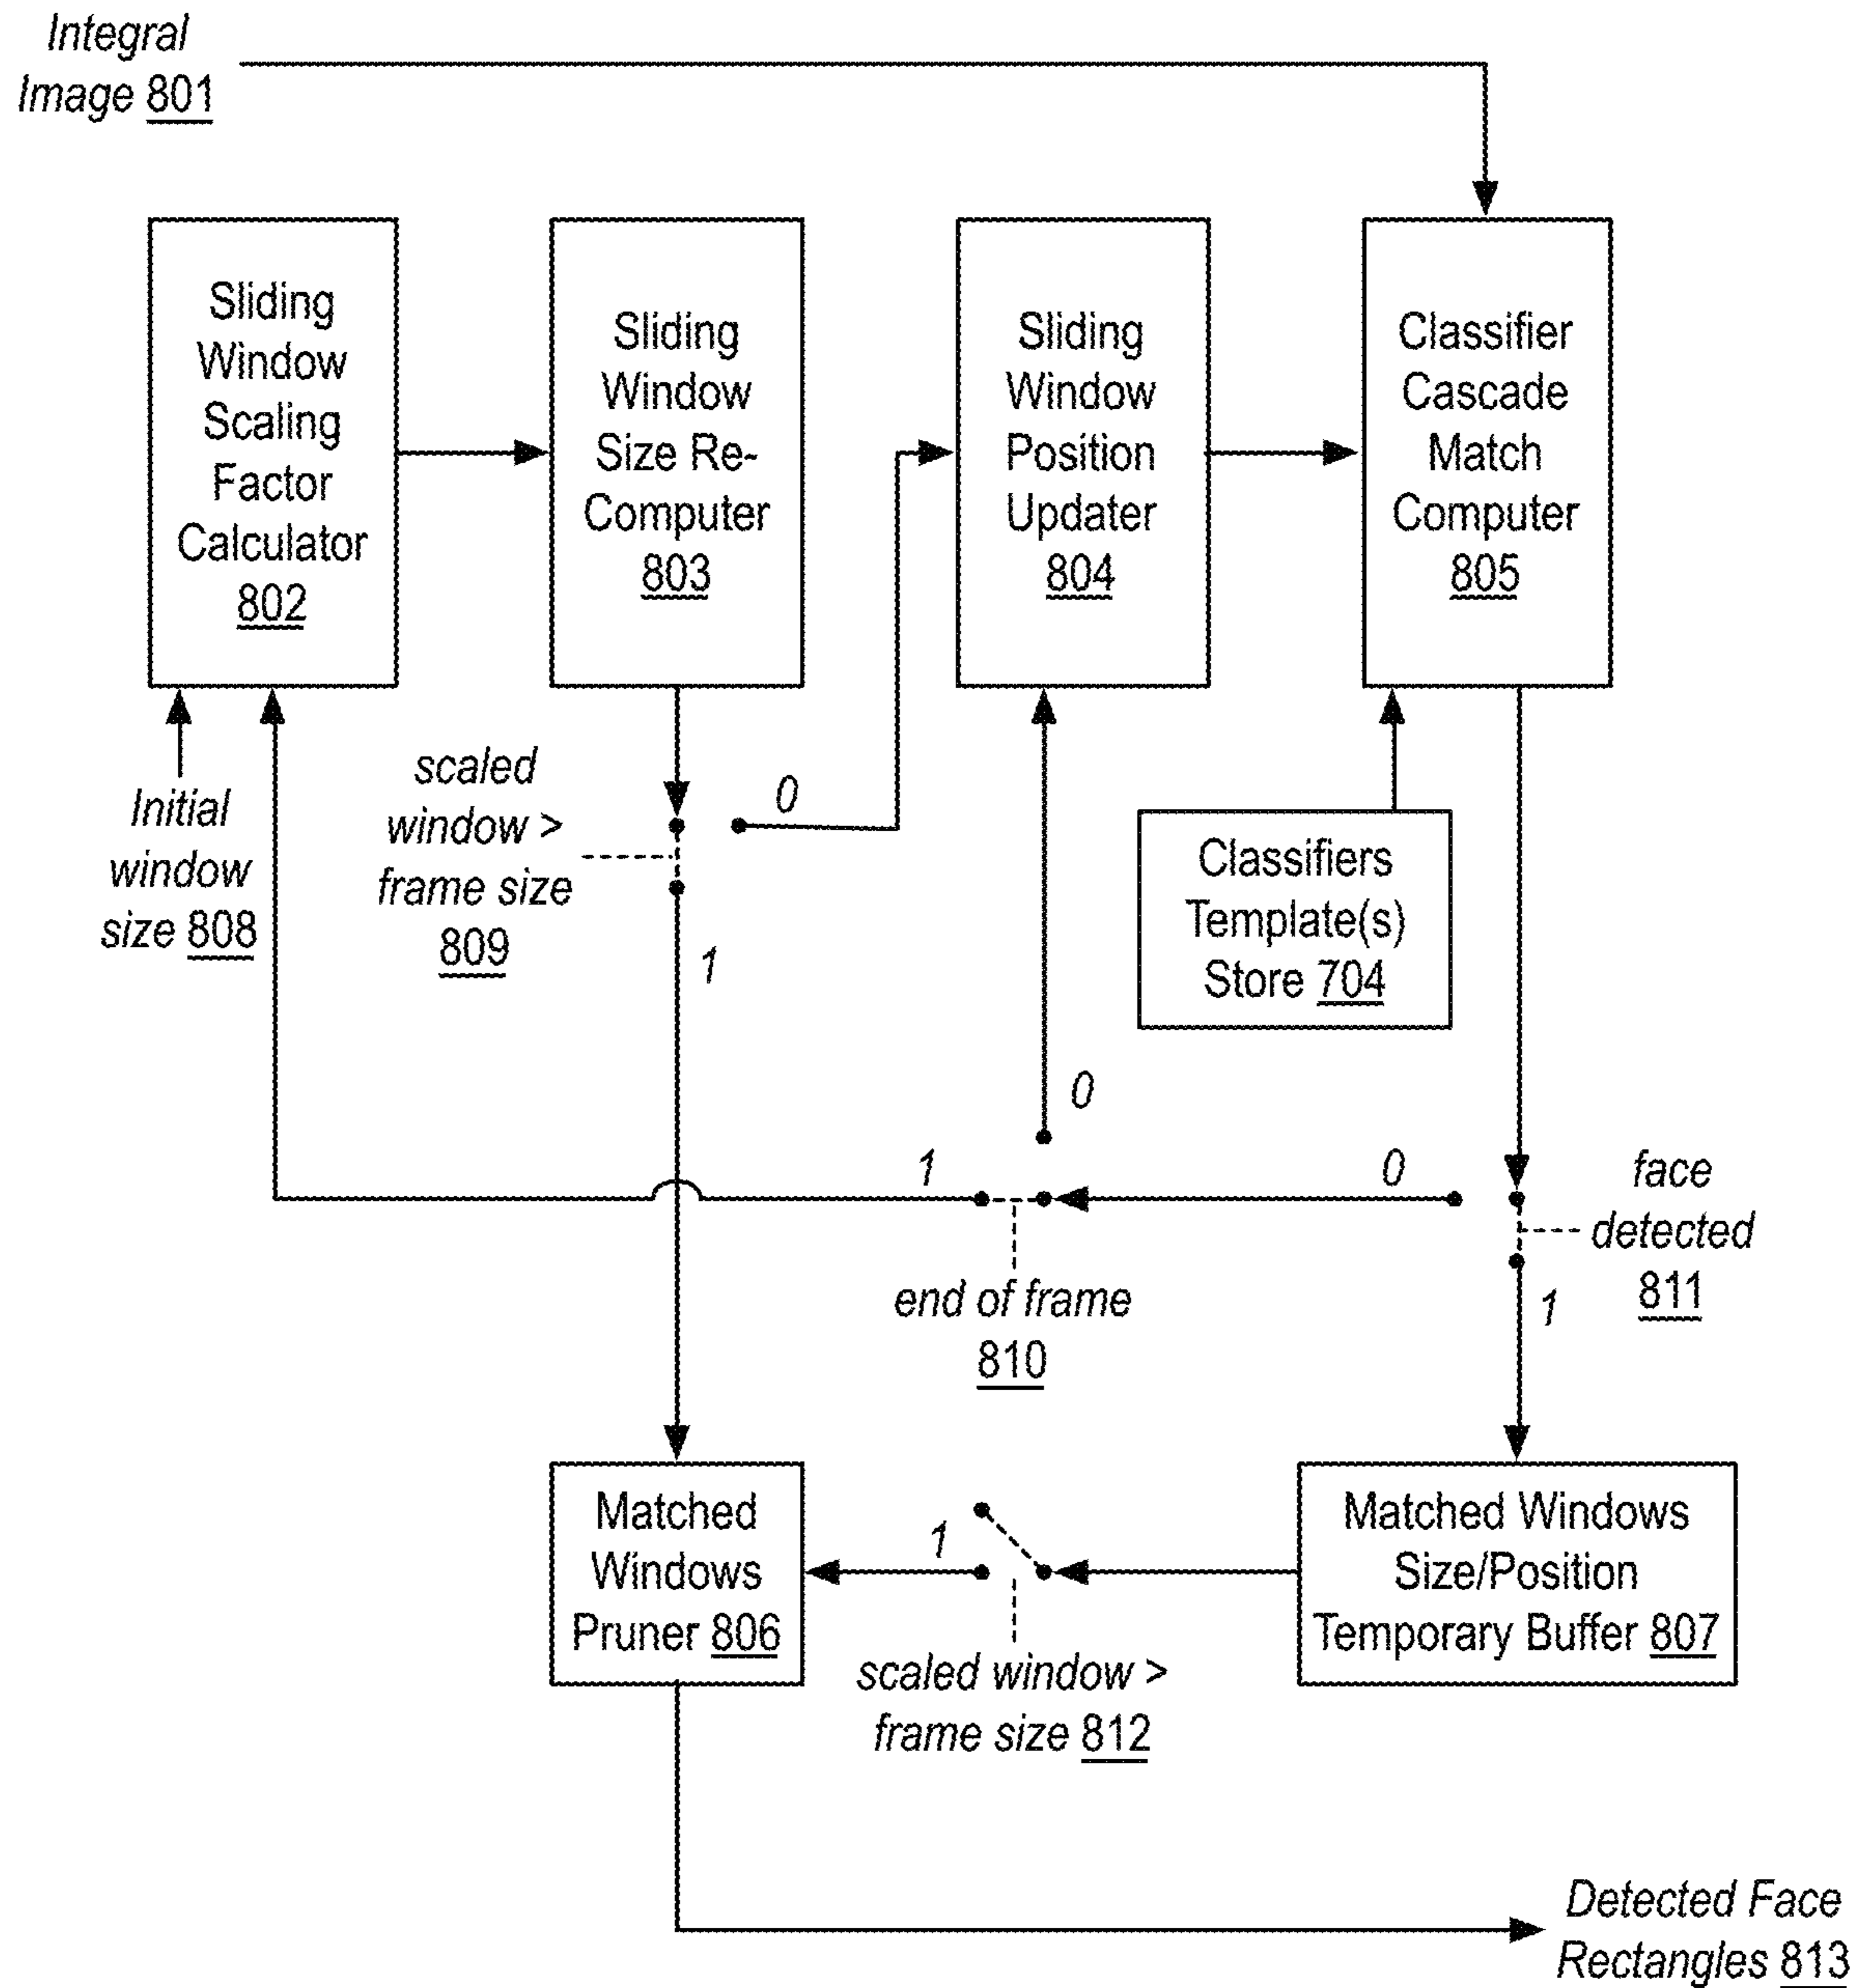 Integral
Image 801
Sliding
Window
Scaling
Factor
Calculator
802
Sliding
Window
Size Re-
Computer
803
Sliding
Window
Position
Updater
804
Classifier
Cascade
Match
Computer
805
Initial
window
size 808
scaled
window >
frame size
809
0
1
Classifiers
Template(s)
Store 704
0
1
0
face
detected
811
1
end of frame
810
Matched
Windows
Pruner 806
1
scaled window >
frame size 812
Matched Windows
Size/Position
Temporary Buffer 807
Detected Face
Rectangles 813